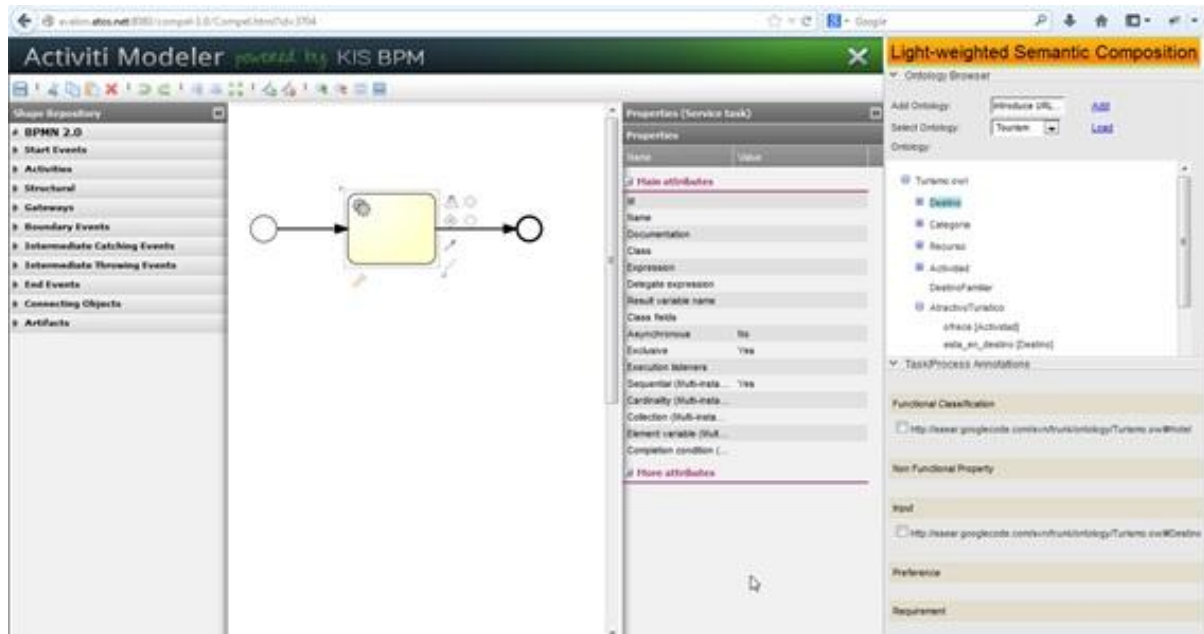 Activiti Modeler powered by KIS BPM
Shape Repository
BPMN 2.0
Start Events
Activities
Structural
Gateways
Boundary Events
Intermediate Catching Events
Intermediate Throwing Events
End Events
Connecting Objects
Artifacts
Properties (Service task)
Properties
Name Value
Main attributes
Id
Name
Documentation
Class
Expression
Delegate expression
Result variable name
Class fields
Asynchronous No
Exclusive Yes
Execution listeners
Sequential (Multi-insta... Yes
Cardinality (Multi-insta...
Collection (Multi-insta...
Element variable (Mult...
Completion condition (...
More attributes
Light-weighted Semantic Composition
Ontology Browser
Add Ontology: Introduce URL... Add
Select Ontology: Tourism Load
Ontology:
Turismo.owl
Destino
Categoria
Recurso
Actividad
DestinoFamiliar
AtractivoTuristico
ofrece [Actividad]
esta_en_destino [Destino]
Task/Process Annotations
Functional Classification
Non Functional Property
Input
Preference
Requirement